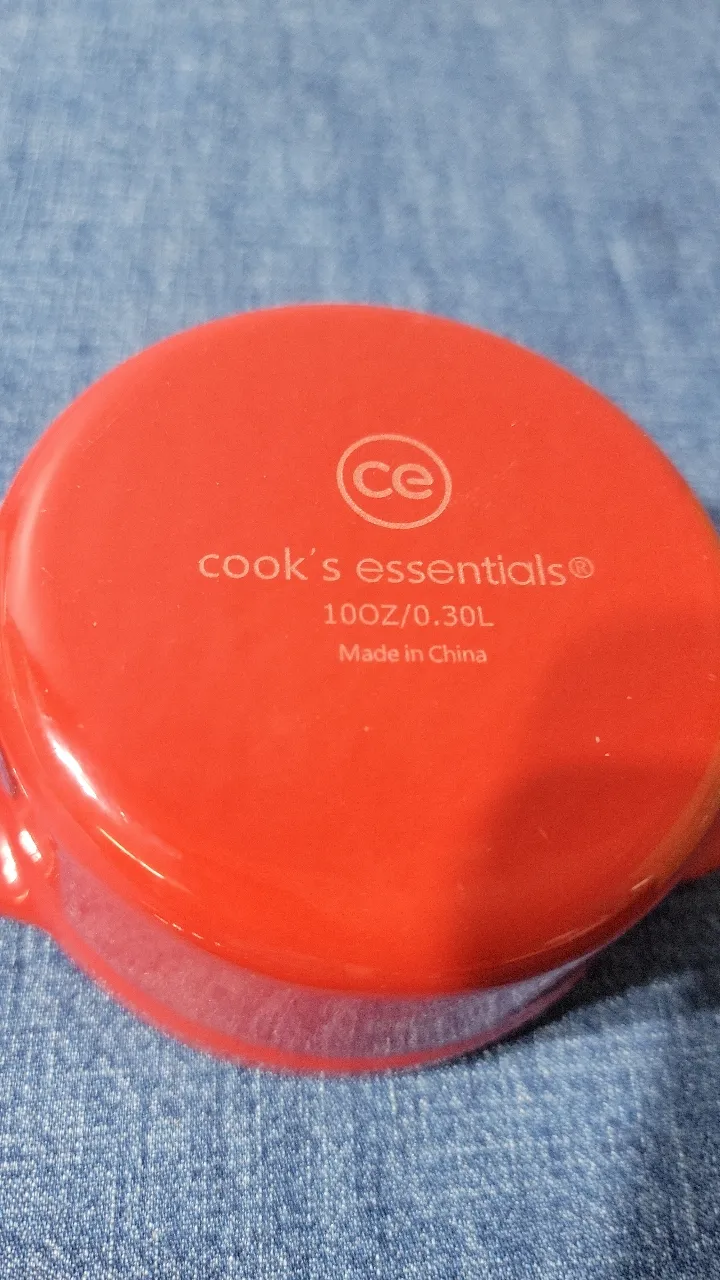 ce
cook's essentials®
10OZ/0.30L
Made in China